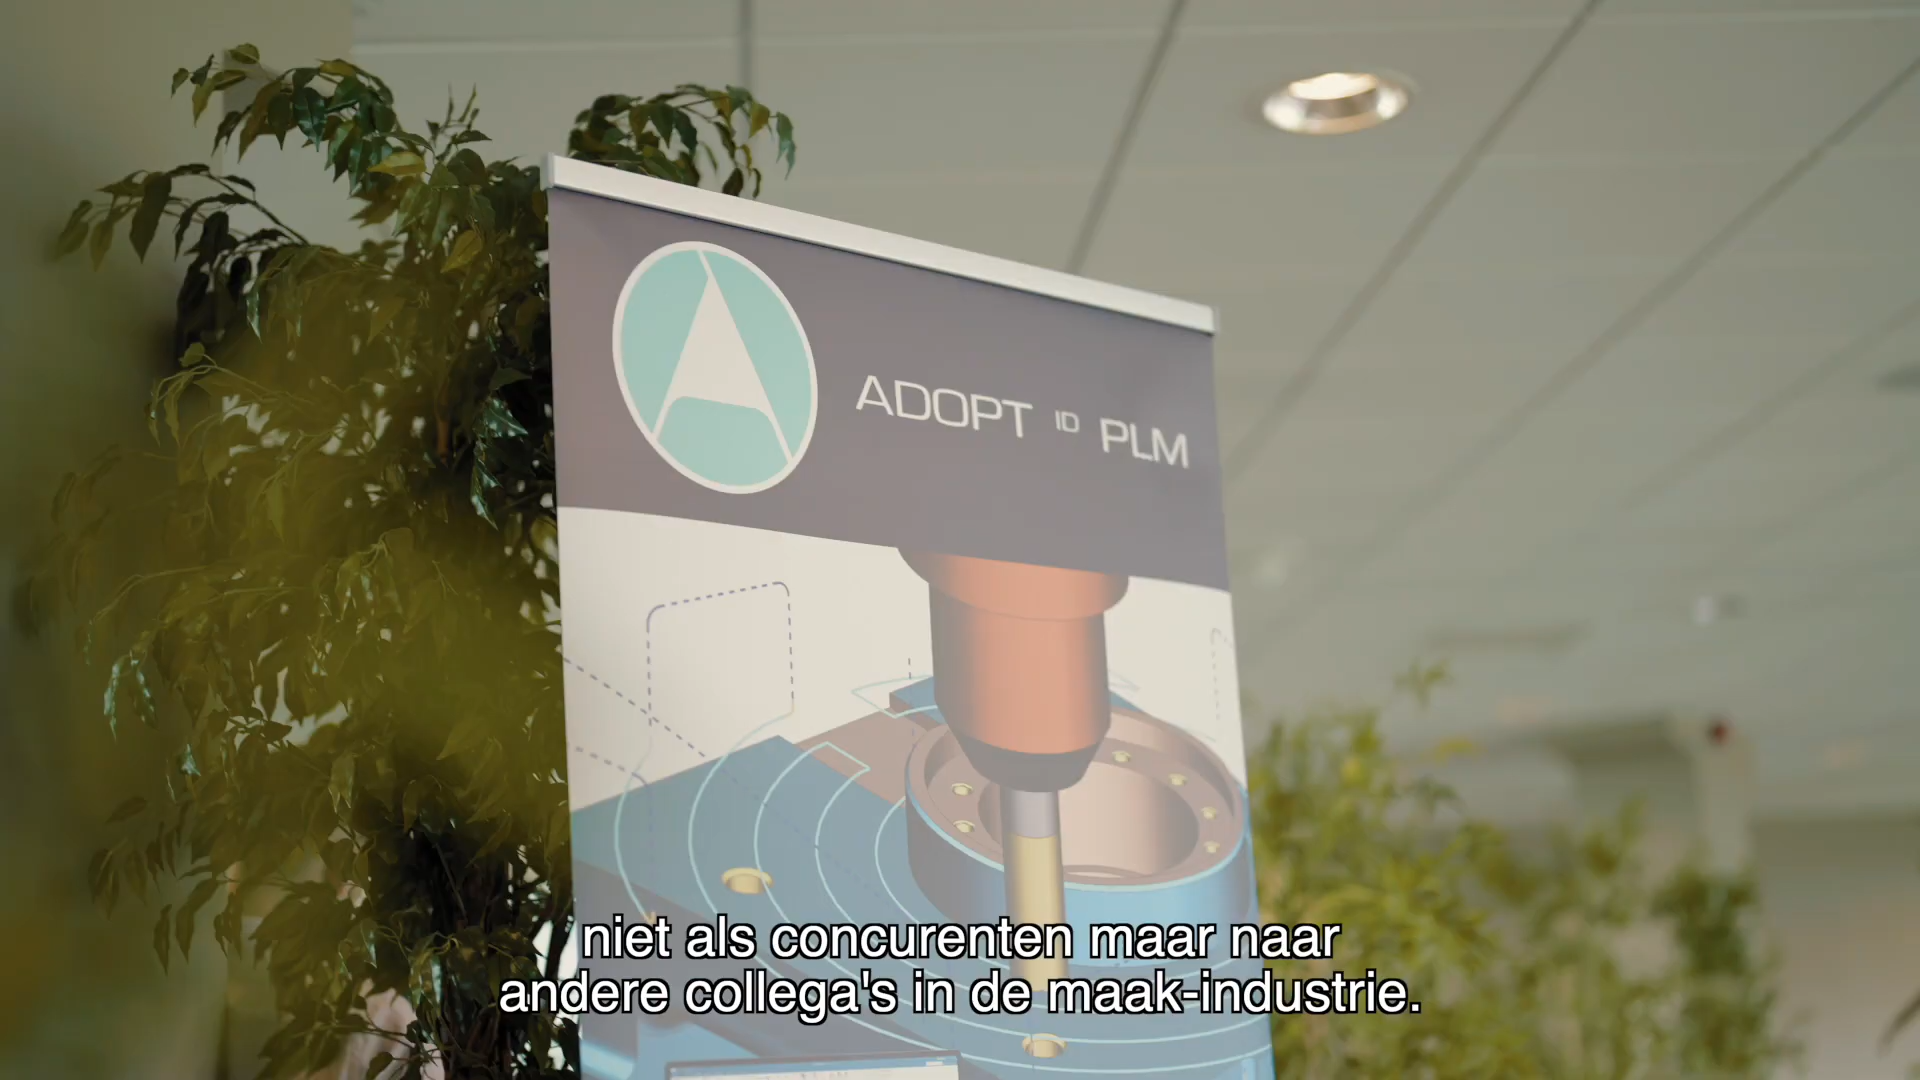 ADOPT ID PLM
niet als concurenten maar naar
andere collega's in de maak-industrie.